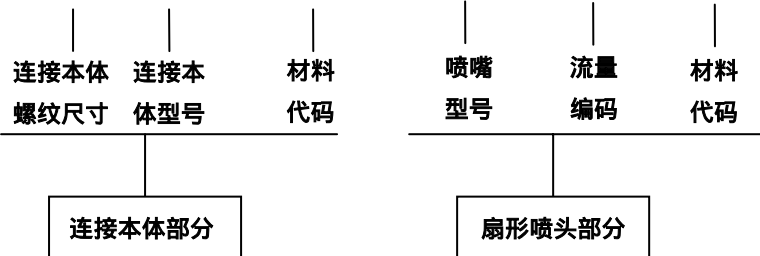 连接本体 连接本 材料 喷嘴 流量 材料
螺纹尺寸 体型号 代码 型号 编码 代码
连接本体部分 扇形喷头部分